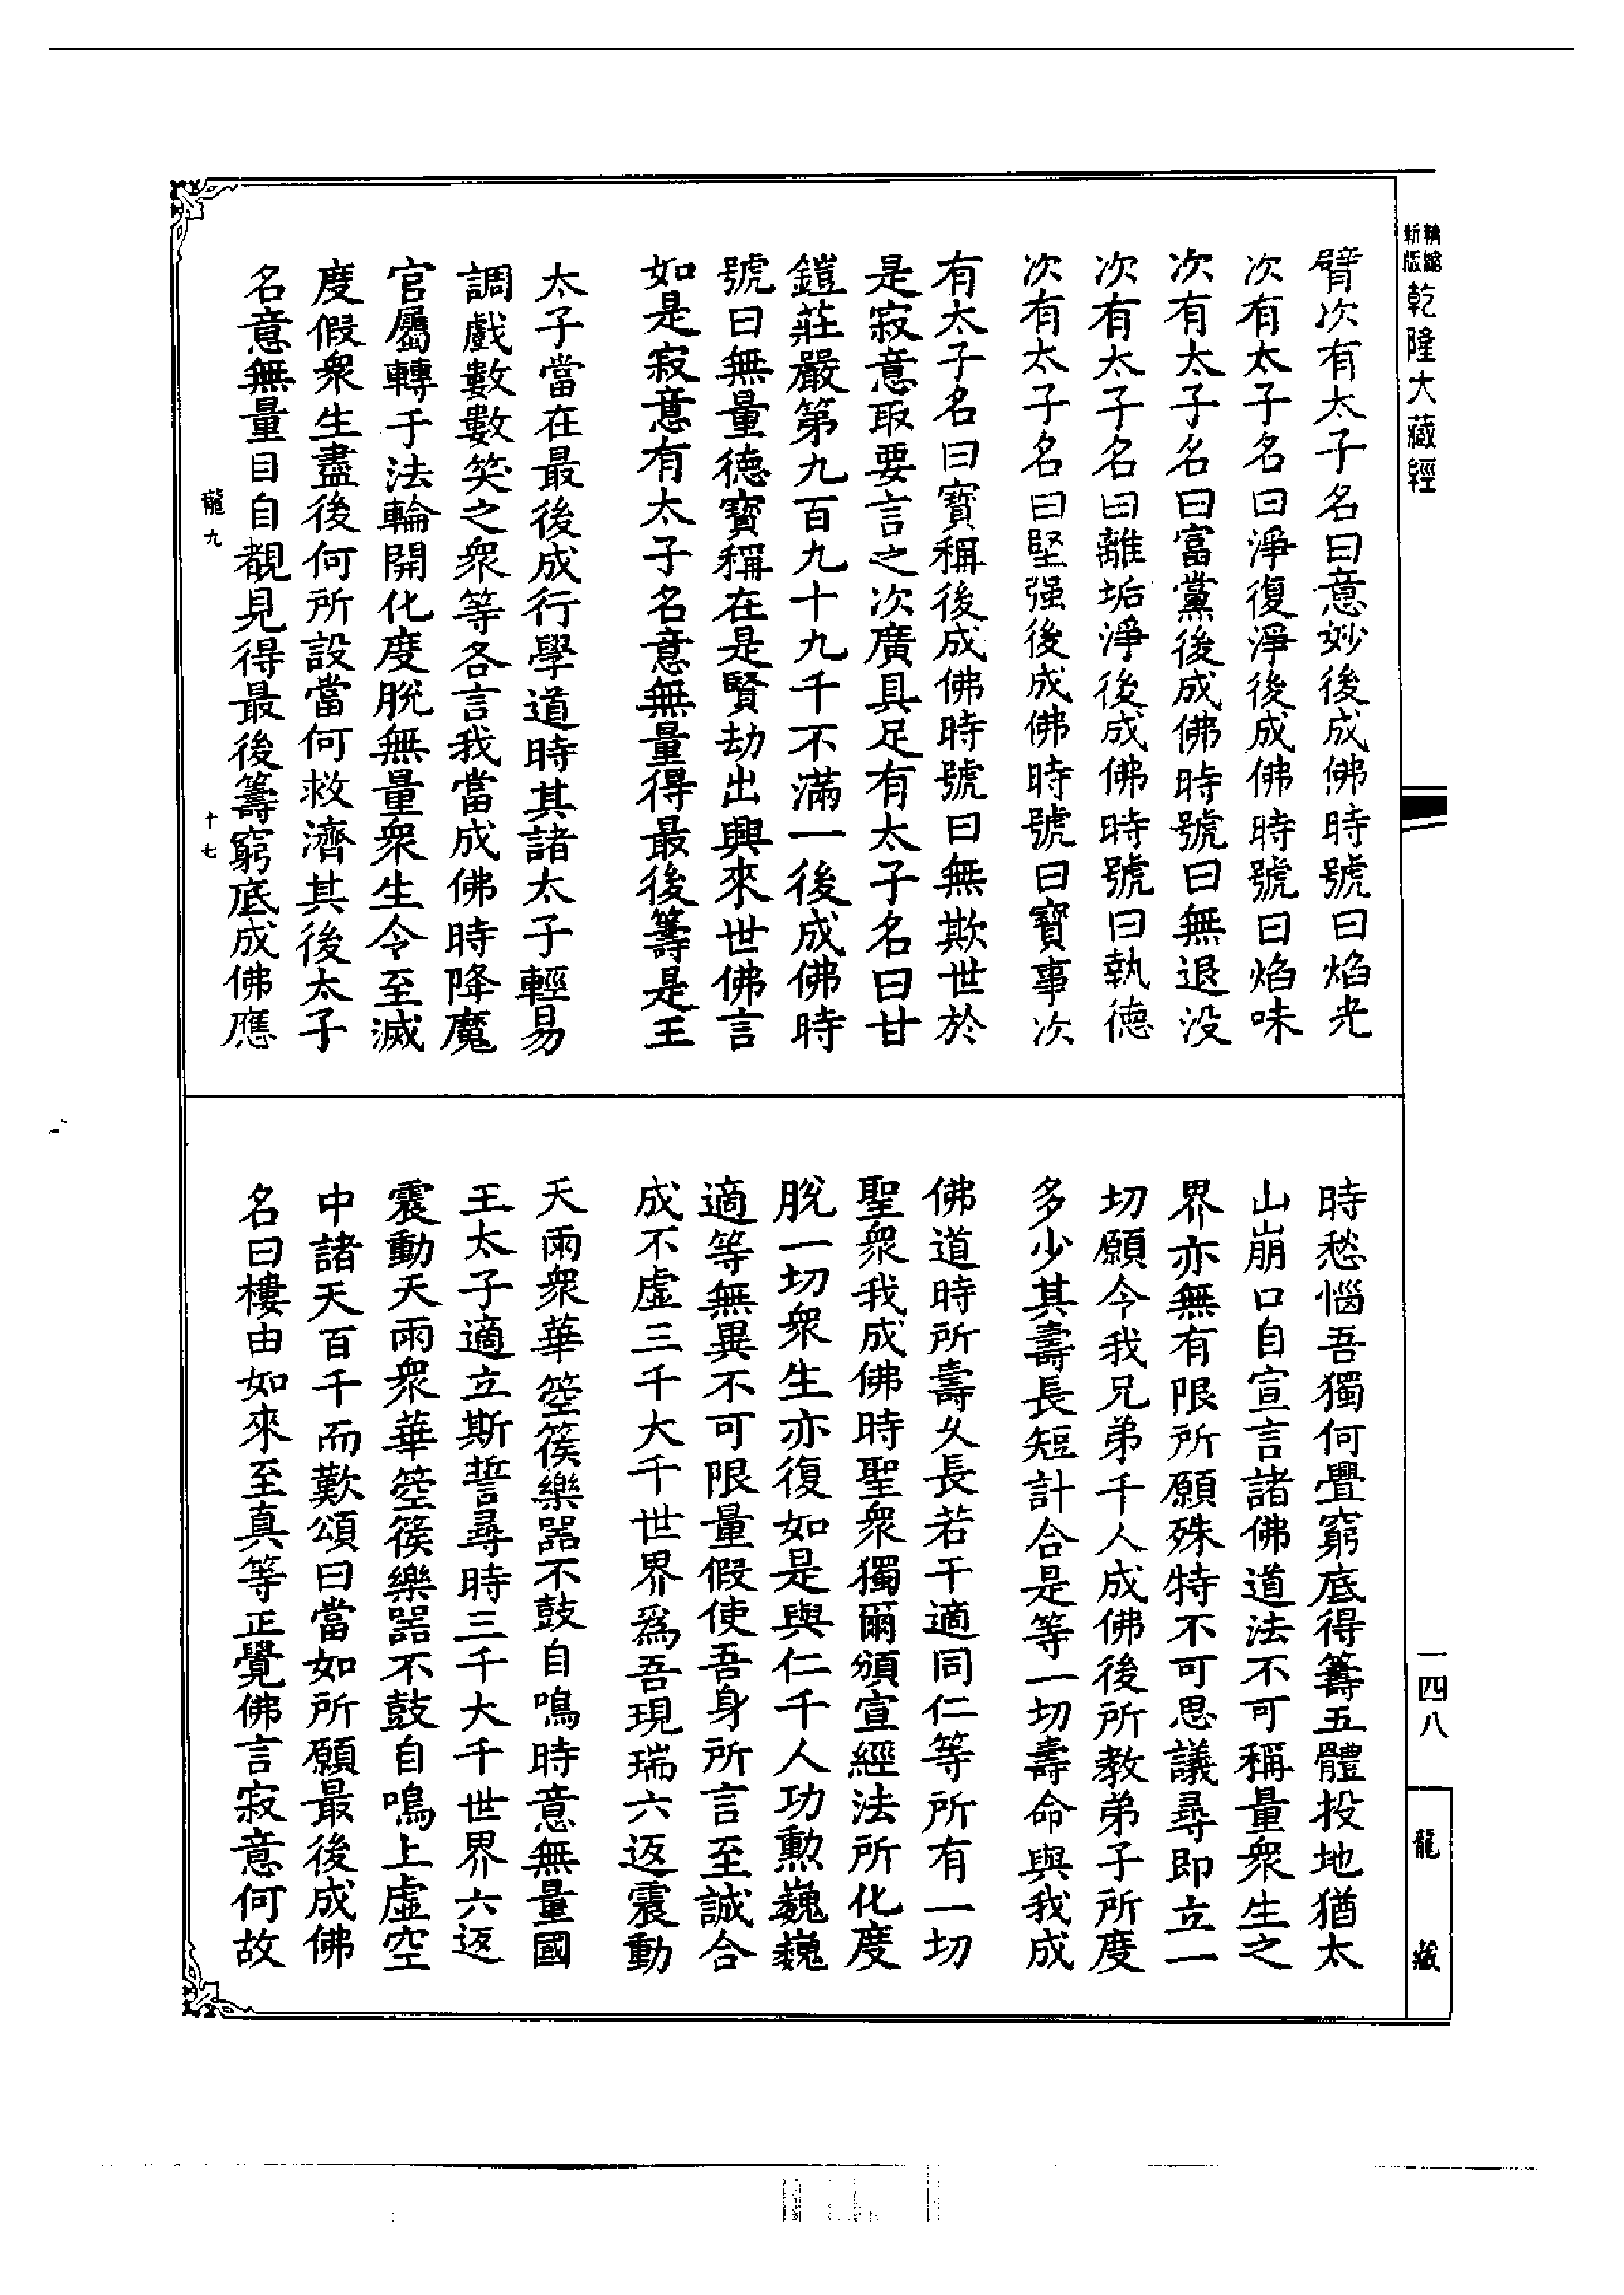 精縮新版乾隆大藏經
臂次有太子名曰意妙後成佛時號曰焰光
次有太子名曰淨復淨後成佛時號曰焰味
次有太子名曰富黨後成佛時號曰無退没
次有太子名曰離垢淨後成佛時號曰執德
次有太子名曰堅强後成佛時號曰寶事次
有太子名曰寶稱後成佛時號曰無欺世於
是寂意取要言之次廣具足有太子名曰甘
鎧莊嚴第九百九十九千不滿一後成佛時
號曰無量德寶稱在是賢劫出興來世佛言
如是寂意有太子名意無量得最後籌是王
太子當在最後成行學道時其諸太子輕易
調戲數數笑之衆等各言我當成佛時降魔
官屬轉于法輪開化度脫無量衆生令至滅
度假衆生盡後何所設當何救濟其後太子
名意無量目自覩見得最後籌窮底成佛應
龍九
十七
時愁惱吾獨何疊窮底得籌五體投地猶太
山崩口自宣言諸佛道法不可稱量衆生之
界亦無有限所願殊特不可思議尋即立一
切願令我兄弟千人成佛後所教弟子所度
多少其壽長短計合是等一切壽命與我成
佛道時所壽久長若干適同仁等所有一切
聖衆我成佛時聖衆獨爾頒宣經法所化度
脫一切衆生亦復如是與仁千人功勲巍巍
適等無異不可限量假使吾身所言至誠合
成不虛三千大千世界爲吾現瑞六返震動
天雨衆華箜篌樂器不鼓自鳴時意無量國
王太子適立斯誓尋時三千大千世界六返
震動天雨衆華箜篌樂器不鼓自鳴上虛空
中諸天百千而歎頌曰當如所願最後成佛
名曰樓由如來至真等正覺佛言寂意何故
一四八
龍藏